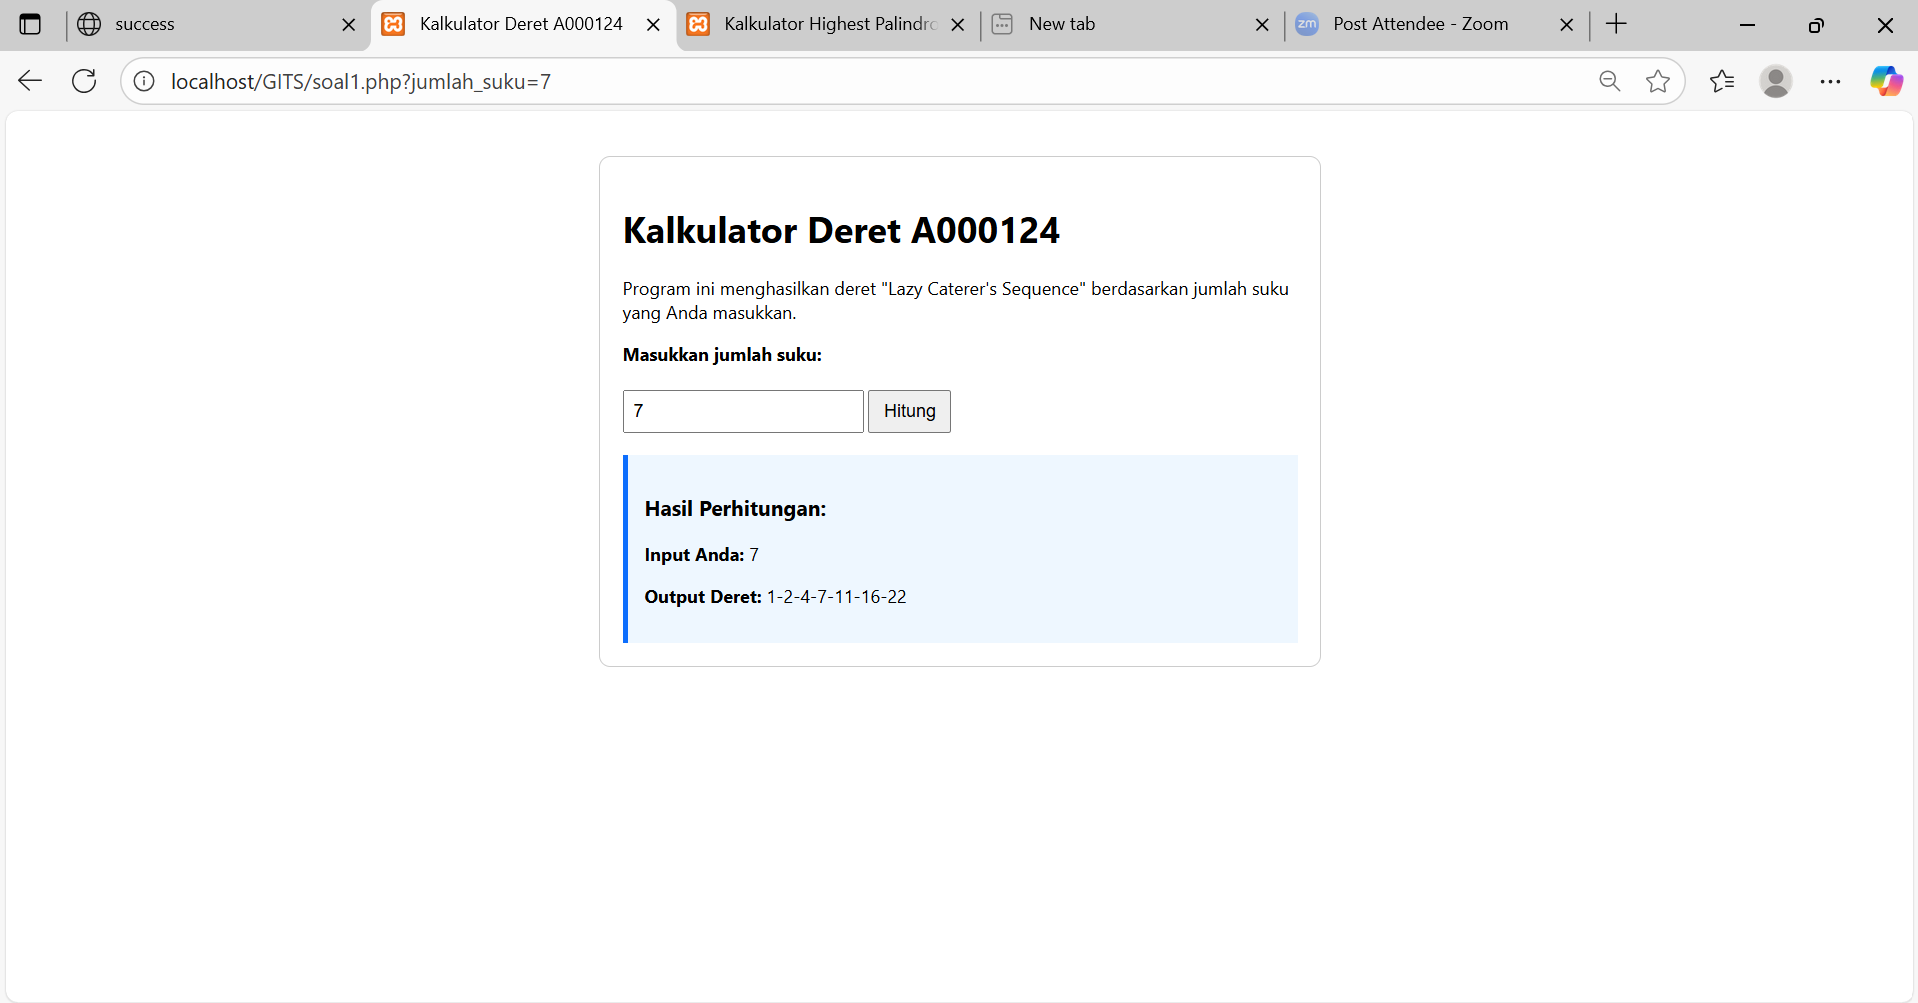 success
Kalkulator Deret A000124
Kalkulator Highest Palindro
New tab
zm
Post Attendee - Zoom
localhost/GITS/soal1.php?jumlah_suku=7
Kalkulator Deret A000124
Program ini menghasilkan deret "Lazy Caterer's Sequence" berdasarkan jumlah suku
yang Anda masukkan.
Masukkan jumlah suku:
7
Hitung
Hasil Perhitungan:
Input Anda: 7
Output Deret: 1-2-4-7-11-16-22